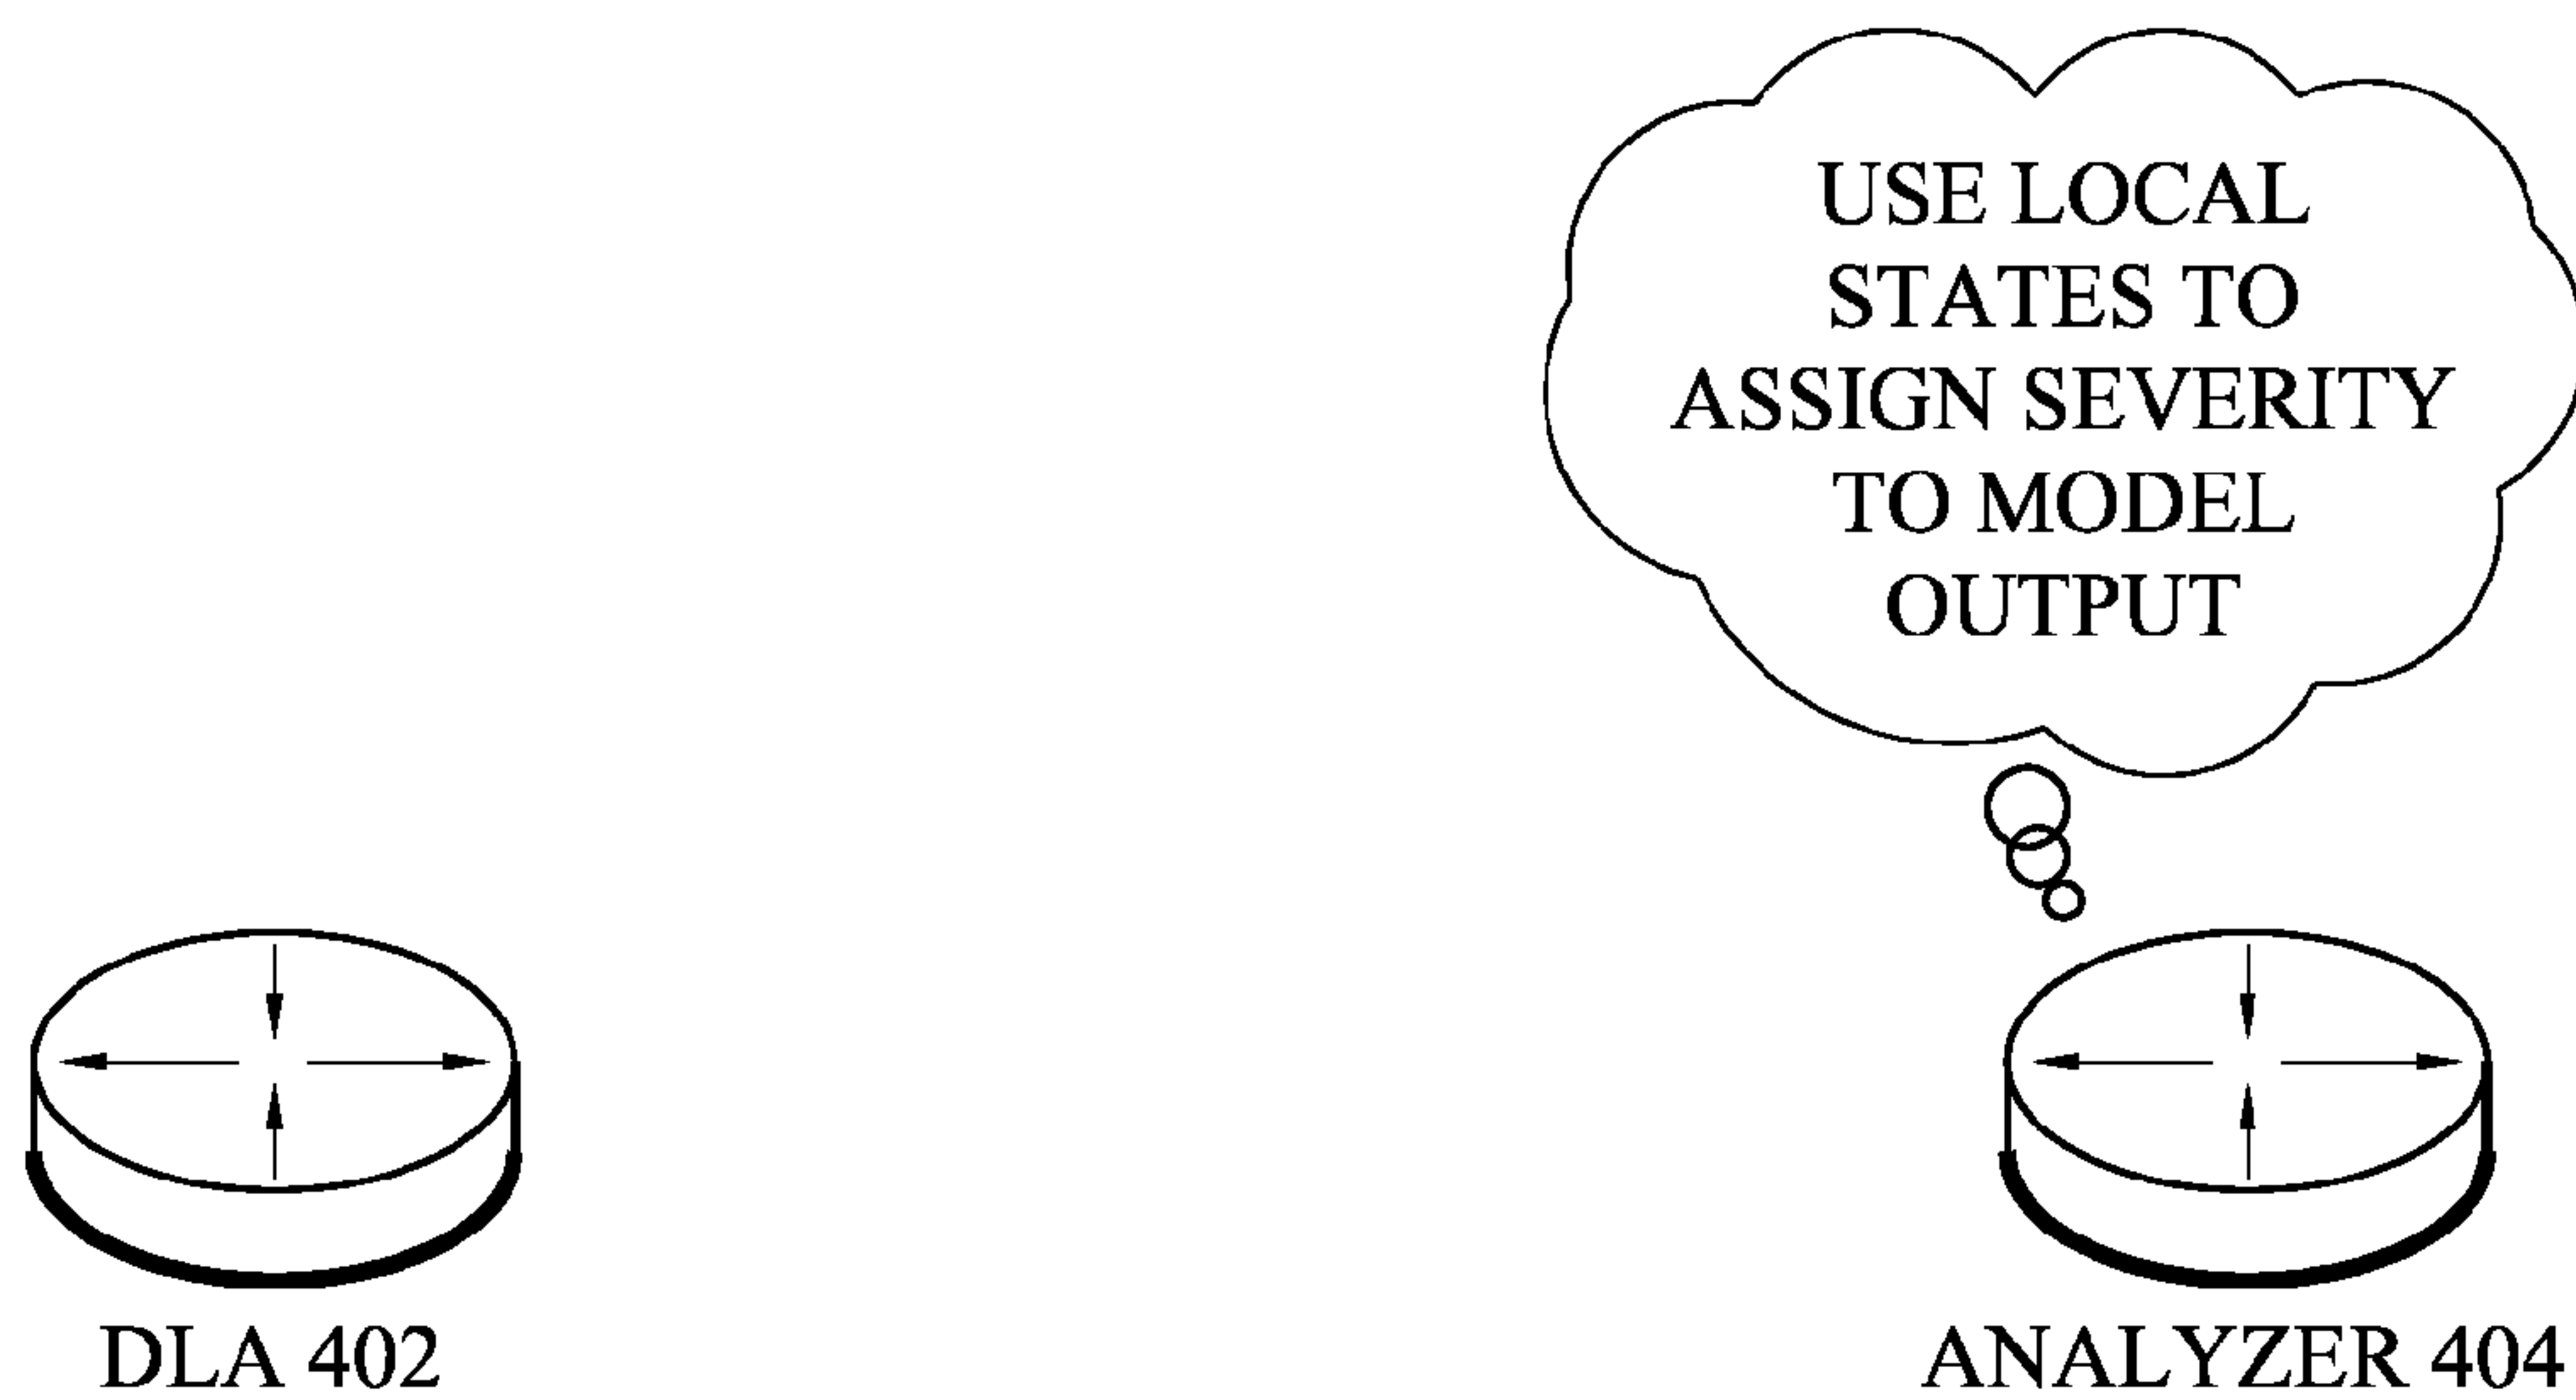 USE LOCAL
STATES TO
ASSIGN SEVERITY
TO MODEL
OUTPUT
DLA 402
ANALYZER 404